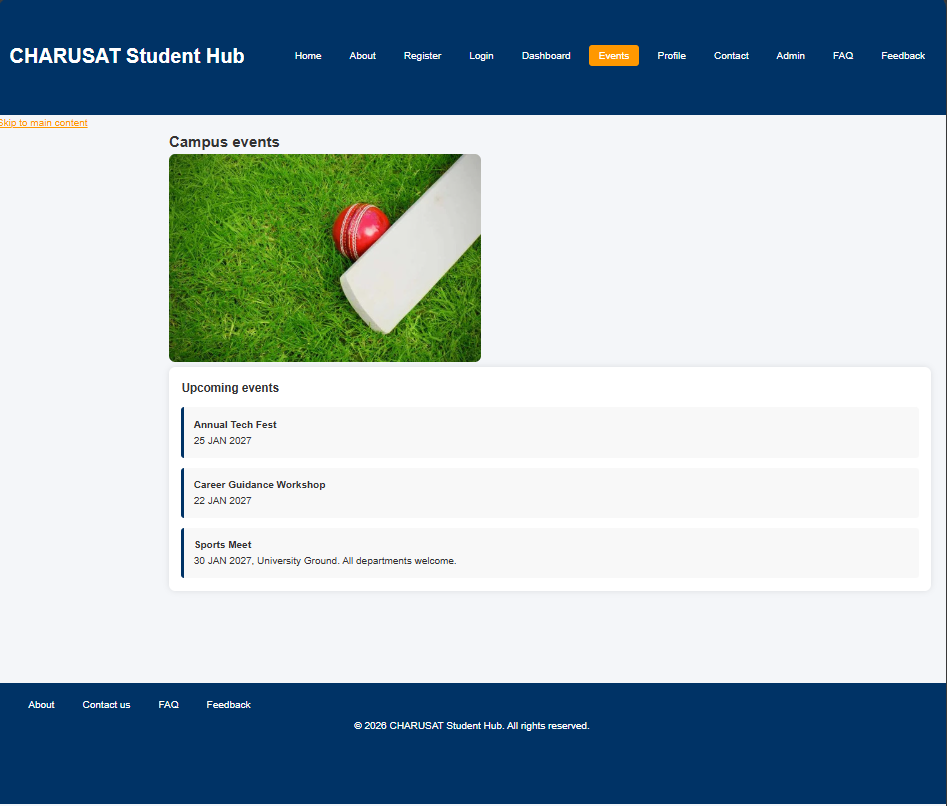 CHARUSAT Student Hub
Home About Register Login Dashboard Events Profile Contact Admin FAQ Feedback
Skip to main content
Campus events
Upcoming events
Annual Tech Fest
25 JAN 2027
Career Guidance Workshop
22 JAN 2027
Sports Meet
30 JAN 2027, University Ground. All departments welcome.
About Contact us FAQ Feedback
© 2026 CHARUSAT Student Hub. All rights reserved.